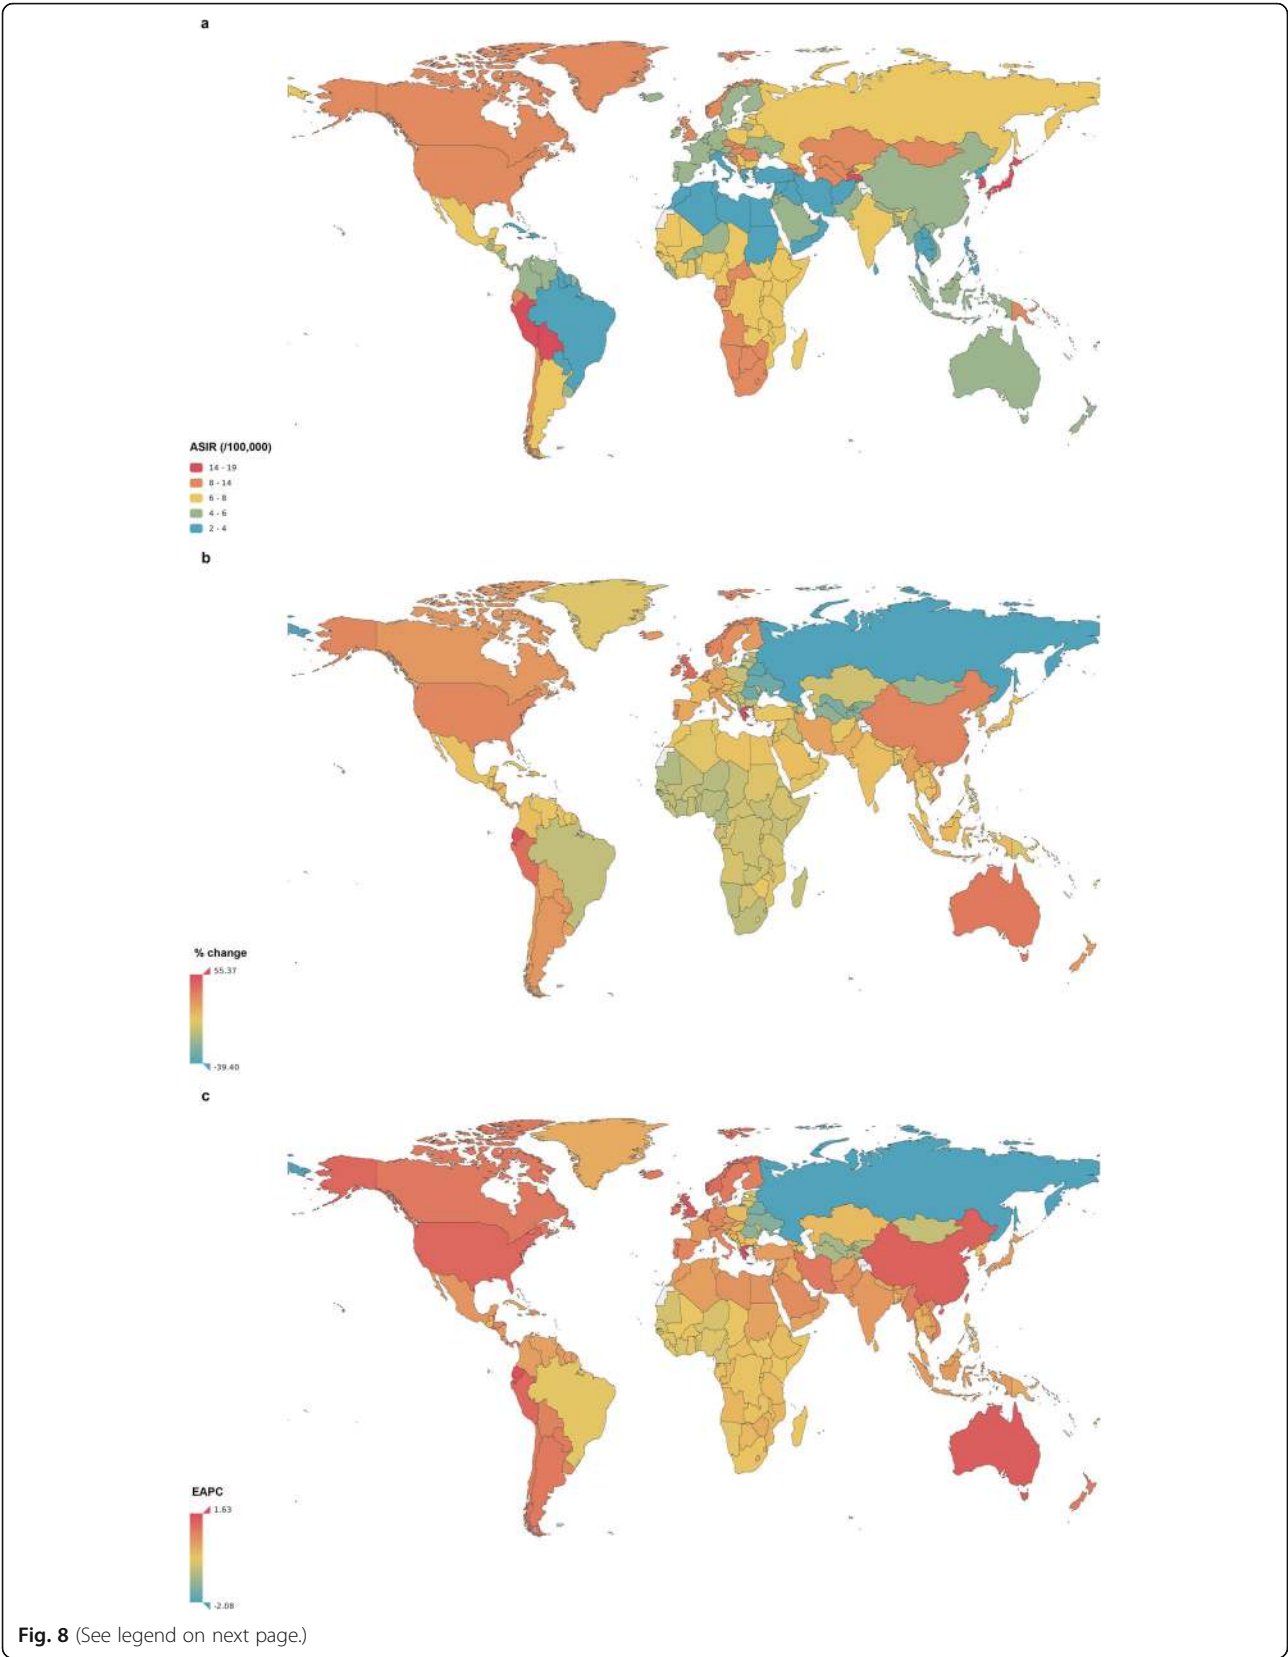 a
ASIR (/100,000)
14 - 19
8 - 14
6 - 8
4 - 6
2 - 4
b
% change
55.37
-39.40
c
EAPC
1.63
-2.08
Fig. 8 (See legend on next page.)